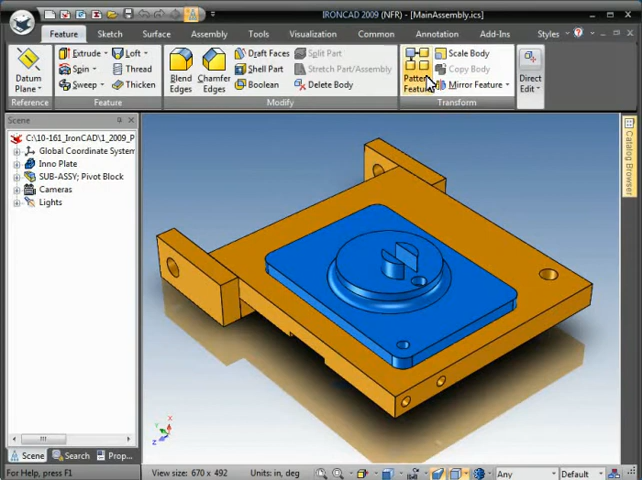 IRONCAD 2009 (NFR) - [MainAssembly.ics]
Feature Sketch Surface Assembly Visualization Common Annotation Add-Ins Styles
Datum Plane
Reference
Extrude Loft
Spin Thread
Sweep Thicken
Feature
Blend Edges
Chamfer Edges
Draft Faces Split Part
Shell Part Stretch Part/Assembly
Boolean Delete Body
Modify
Scale Body
Copy Body
Mirror Feature
Transform
Direct Edit
Scene
C:\10-161_IronCAD\1_2009_P
Global Coordinate System
Inno Plate
SUB-ASSY; Pivot Block
Cameras
Lights
Catalog Browser
X
Y
Z
Scene Search Prop...
For Help, press F1 View size: 670 x 492 Units: in, deg Any Default